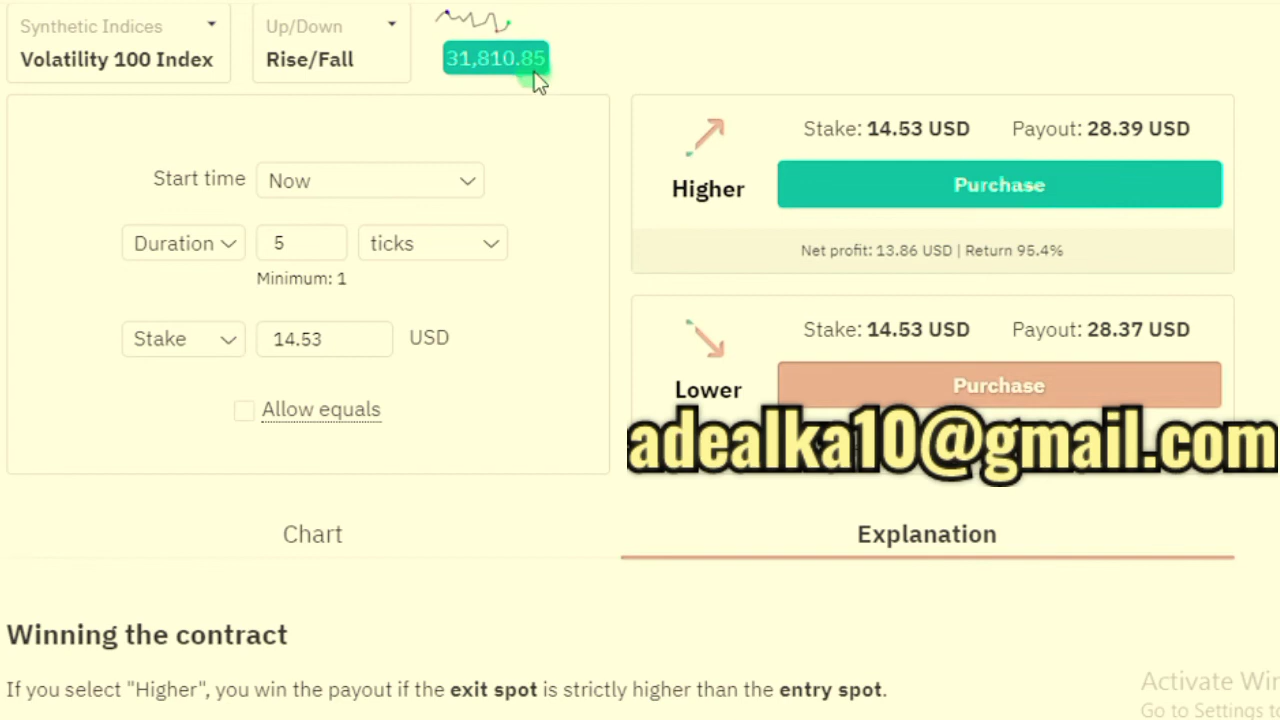 Synthetic Indices
Volatility 100 Index
Up/Down
Rise/Fall
31,810.85
Start time Now
Duration 5 ticks
Minimum: 1
Stake 14.53 USD
Allow equals
Higher
Stake: 14.53 USD Payout: 28.39 USD
Purchase
Net profit: 13.86 USD | Return 95.4%
Lower
Stake: 14.53 USD Payout: 28.37 USD
Purchase
adealka10@gmail.com
Chart
Explanation
Winning the contract
If you select "Higher", you win the payout if the exit spot is strictly higher than the entry spot.
Activate Win
Go to Settings to